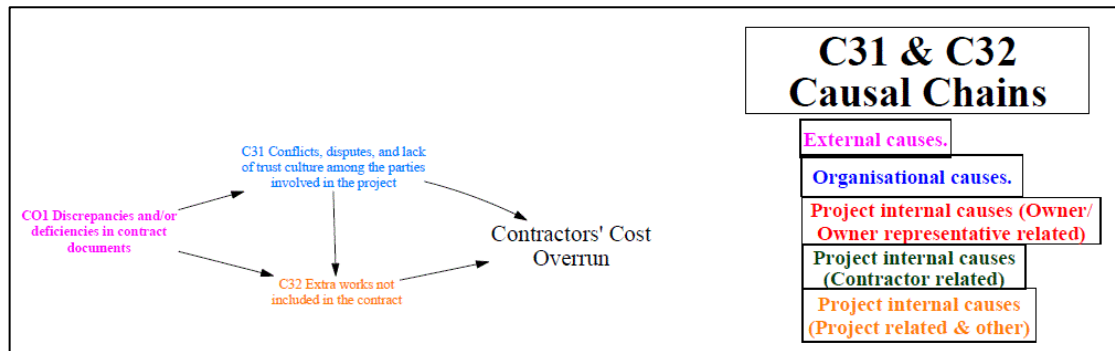 C31 & C32
Causal Chains
External causes.
Organisational causes.
Project internal causes (Owner/
Owner representative related)
Project internal causes
(Contractor related)
Project internal causes
(Project related & other)
C31 Conflicts, disputes, and lack
of trust culture among the parties
involved in the project
CO1 Discrepancies and/or
deficiencies in contract
documents
C32 Extra works not
included in the contract
Contractors' Cost
Overrun